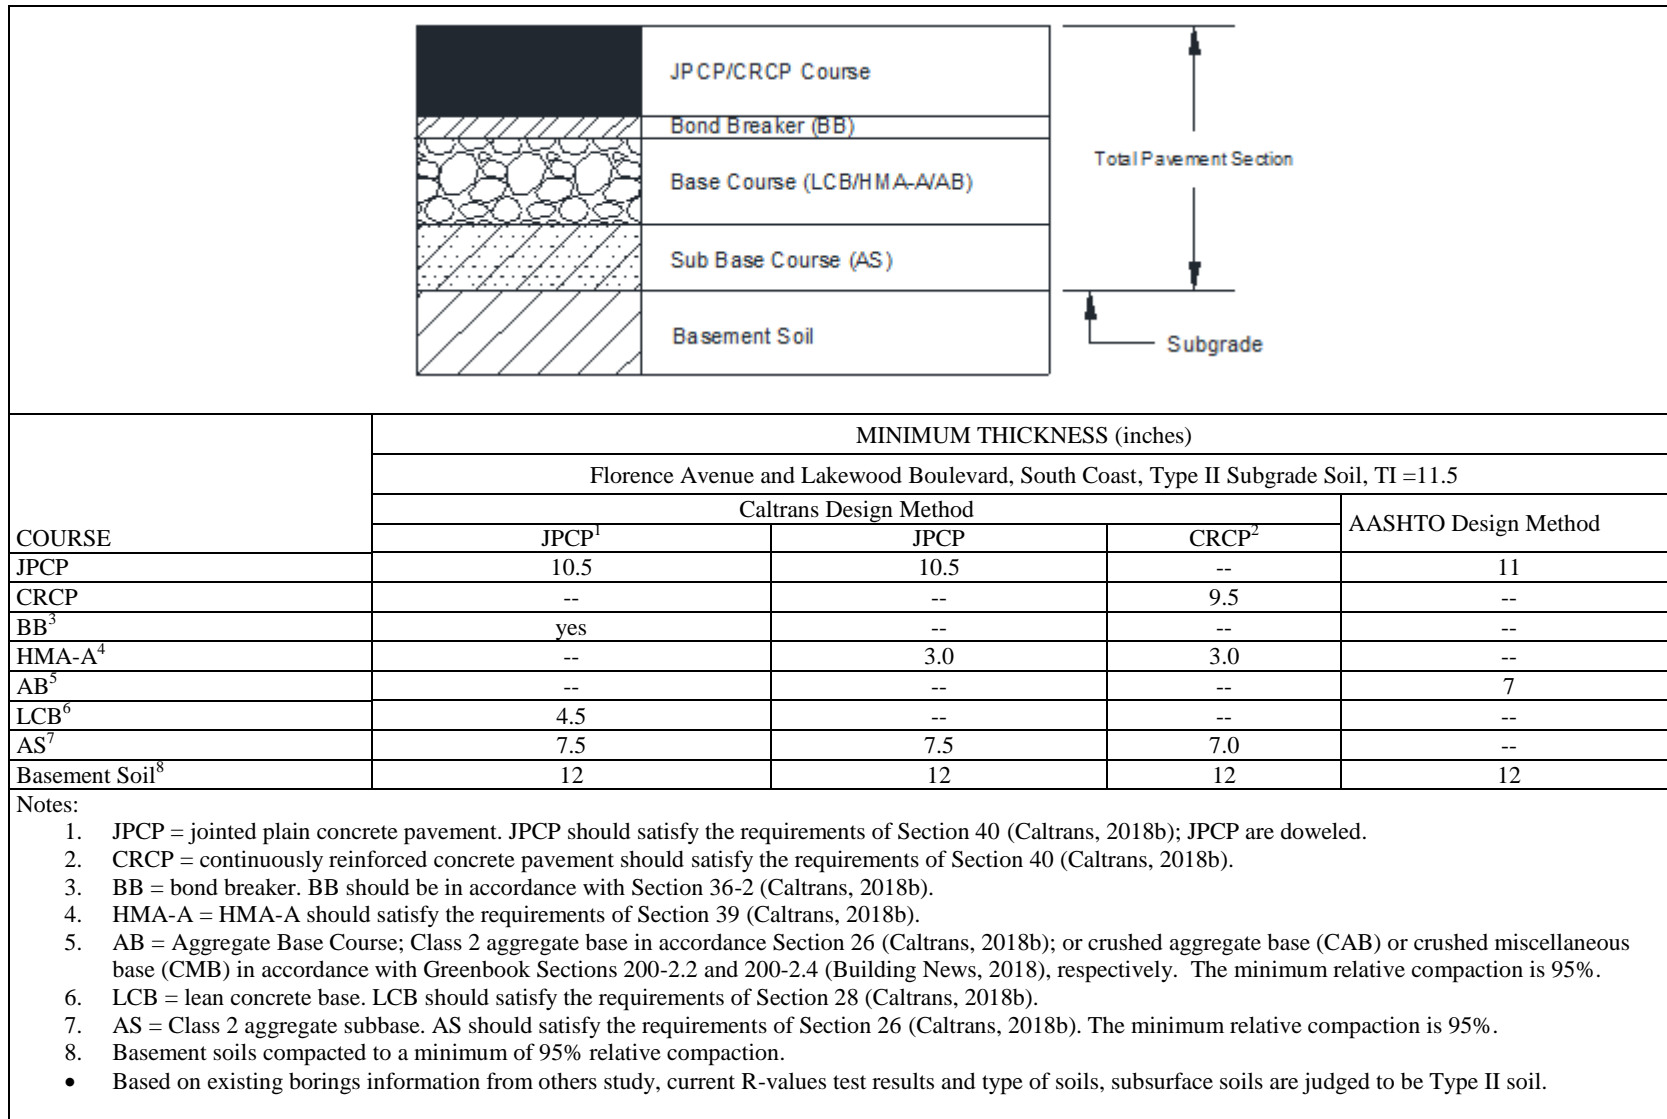 JPCP/CRCP Course
Bond Breaker (BB)
Total Pavement Section
Base Course (LCB/HMA-A/AB)
Sub Base Course (AS)
Basement Soil
Subgrade
MINIMUM THICKNESS (inches)
Florence Avenue and Lakewood Boulevard, South Coast, Type II Subgrade Soil, TI =11.5
Caltrans Design Method
AASHTO Design Method
COURSE JPCP1 JPCP CRCP2
JPCP 10.5 10.5 -- 11
CRCP -- -- 9.5 --
BB3 yes -- -- --
HMA-A4 -- 3.0 3.0 --
AB5 -- -- -- 7
LCB6 4.5 -- -- --
AS7 7.5 7.5 7.0 --
Basement Soil8 12 12 12 12
Notes:
1. JPCP = jointed plain concrete pavement. JPCP should satisfy the requirements of Section 40 (Caltrans, 2018b); JPCP are doweled.
2. CRCP = continuously reinforced concrete pavement should satisfy the requirements of Section 40 (Caltrans, 2018b).
3. BB = bond breaker. BB should be in accordance with Section 36-2 (Caltrans, 2018b).
4. HMA-A = HMA-A should satisfy the requirements of Section 39 (Caltrans, 2018b).
5. AB = Aggregate Base Course; Class 2 aggregate base in accordance Section 26 (Caltrans, 2018b); or crushed aggregate base (CAB) or crushed miscellaneous
base (CMB) in accordance with Greenbook Sections 200-2.2 and 200-2.4 (Building News, 2018), respectively. The minimum relative compaction is 95%.
6. LCB = lean concrete base. LCB should satisfy the requirements of Section 28 (Caltrans, 2018b).
7. AS = Class 2 aggregate subbase. AS should satisfy the requirements of Section 26 (Caltrans, 2018b). The minimum relative compaction is 95%.
8. Basement soils compacted to a minimum of 95% relative compaction.
• Based on existing borings information from others study, current R-values test results and type of soils, subsurface soils are judged to be Type II soil.